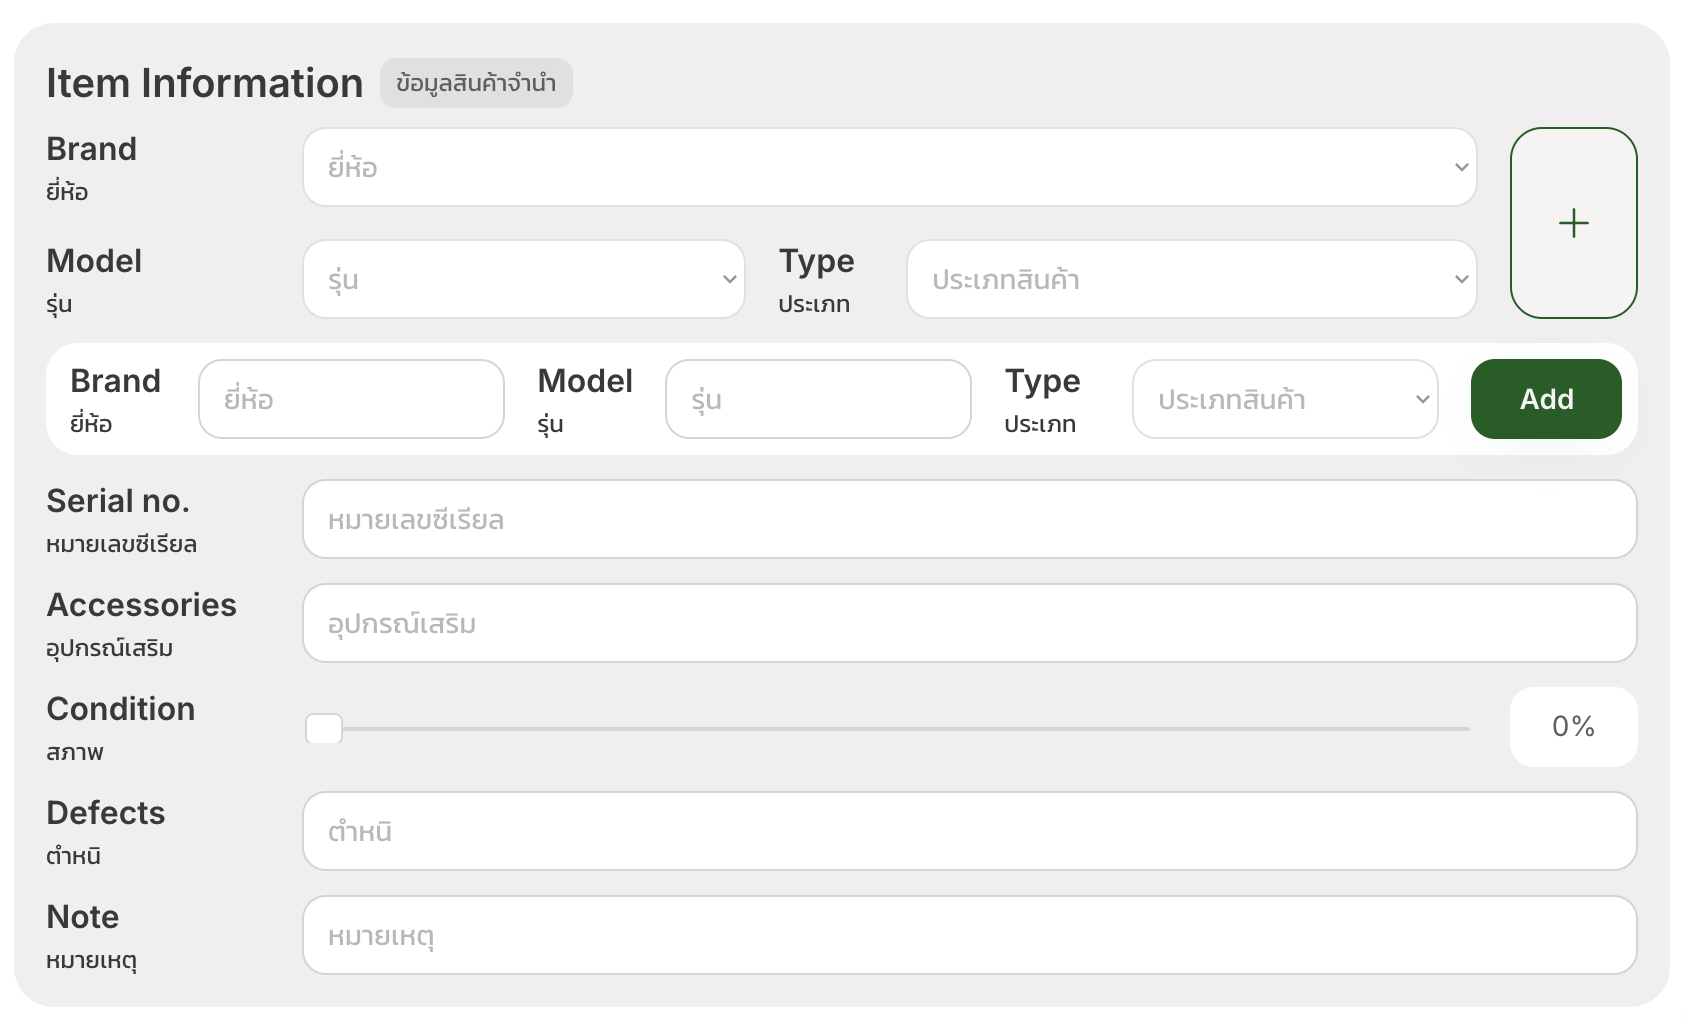 Item Information ข้อมูลสินค้าจำนำ
Brand
ยี่ห้อ
ยี่ห้อ
Model
รุ่น
รุ่น
Type
ประเภท
ประเภทสินค้า
Brand
ยี่ห้อ
ยี่ห้อ
Model
รุ่น
รุ่น
Type
ประเภท
ประเภทสินค้า
Add
Serial no.
หมายเลขซีเรียล
หมายเลขซีเรียล
Accessories
อุปกรณ์เสริม
อุปกรณ์เสริม
Condition
สภาพ
0%
Defects
ตำหนิ
ตำหนิ
Note
หมายเหตุ
หมายเหตุ